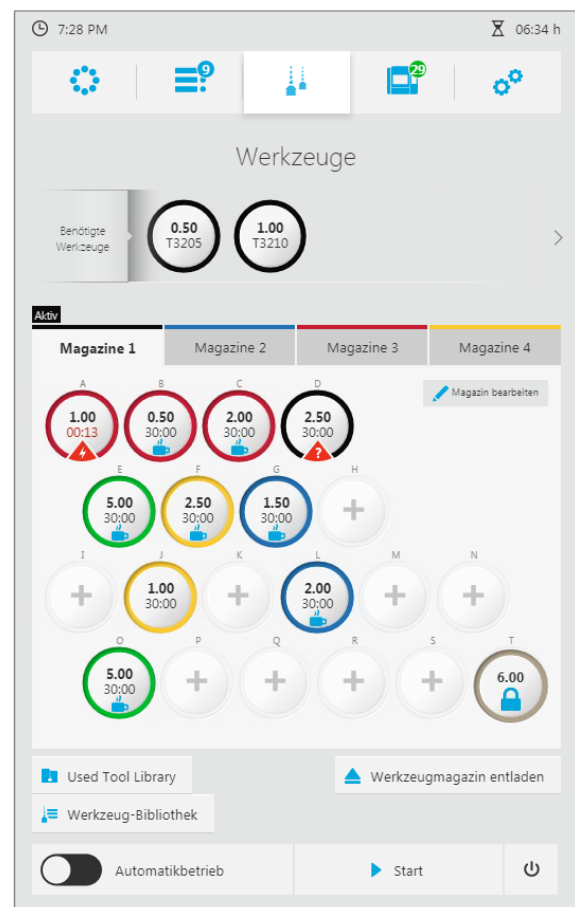 7:28 PM
06:34 h
9
29
Werkzeuge
Benötigte
Werkzeuge
0.50
T3205
1.00
T3210
Aktiv
Magazine 1
Magazine 2
Magazine 3
Magazine 4
Magazin bearbeiten
A
B
C
D
1.00
00:13
0.50
30:00
2.00
30:00
2.50
30:00
?
E
F
G
H
5.00
30:00
2.50
30:00
1.50
30:00
+
I
J
K
L
M
N
+
1.00
30:00
+
2.00
30:00
+
+
O
P
Q
R
S
T
5.00
30:00
+
+
+
+
6.00
Used Tool Library
Werkzeugmagazin entladen
Werkzeug-Bibliothek
Automatikbetrieb
Start